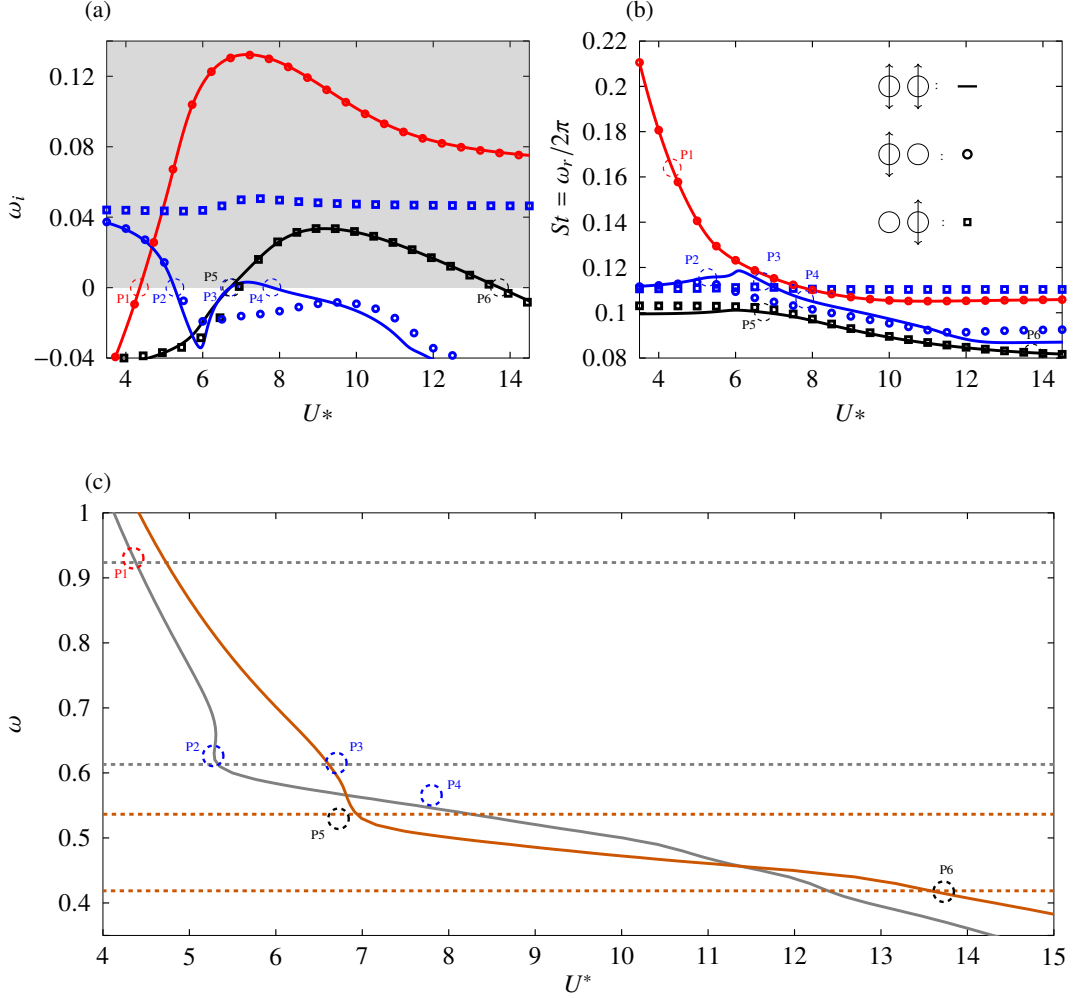 (a)
(b)
0.12
0.08
0.04
0
−0.04
ω_i
P1
P2
P3
P4
P5
P6
4
6
8
10
12
14
U*
0.22
0.2
0.18
0.16
0.14
0.12
0.1
0.08
St = ω_r/2π
P1
P2
P3
P4
P5
P6
:
:
:
4
6
8
10
12
14
U*
(c)
1
0.9
0.8
0.7
0.6
0.5
0.4
ω
P1
P2
P3
P4
P5
P6
4
5
6
7
8
9
10
11
12
13
14
15
U*